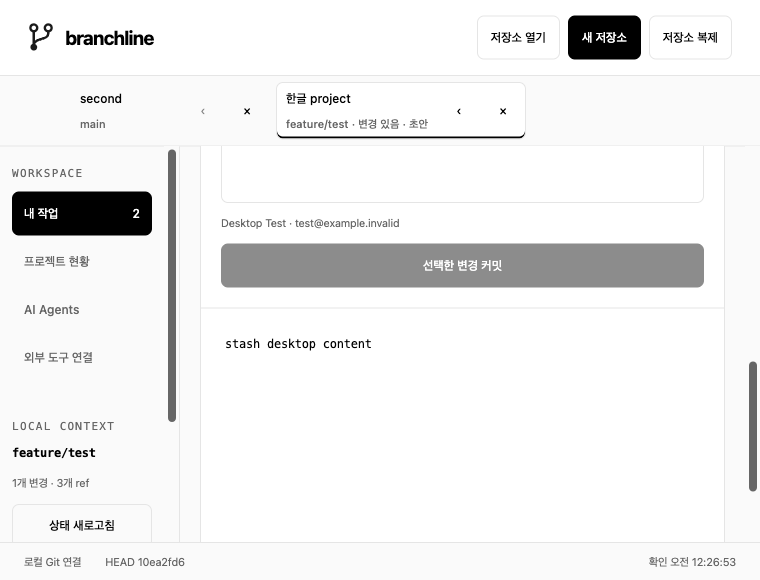 branchline
저장소 열기
새 저장소
저장소 복제
second
main
‹ ×
한글 project
feature/test · 변경 있음 · 초안
‹ ×
WORKSPACE
내 작업 2
프로젝트 현황
AI Agents
외부 도구 연결
LOCAL CONTEXT
feature/test
1개 변경 · 3개 ref
상태 새로고침
Desktop Test · test@example.invalid
선택한 변경 커밋
stash desktop content
로컬 Git 연결
HEAD 10ea2fd6
확인 오전 12:26:53